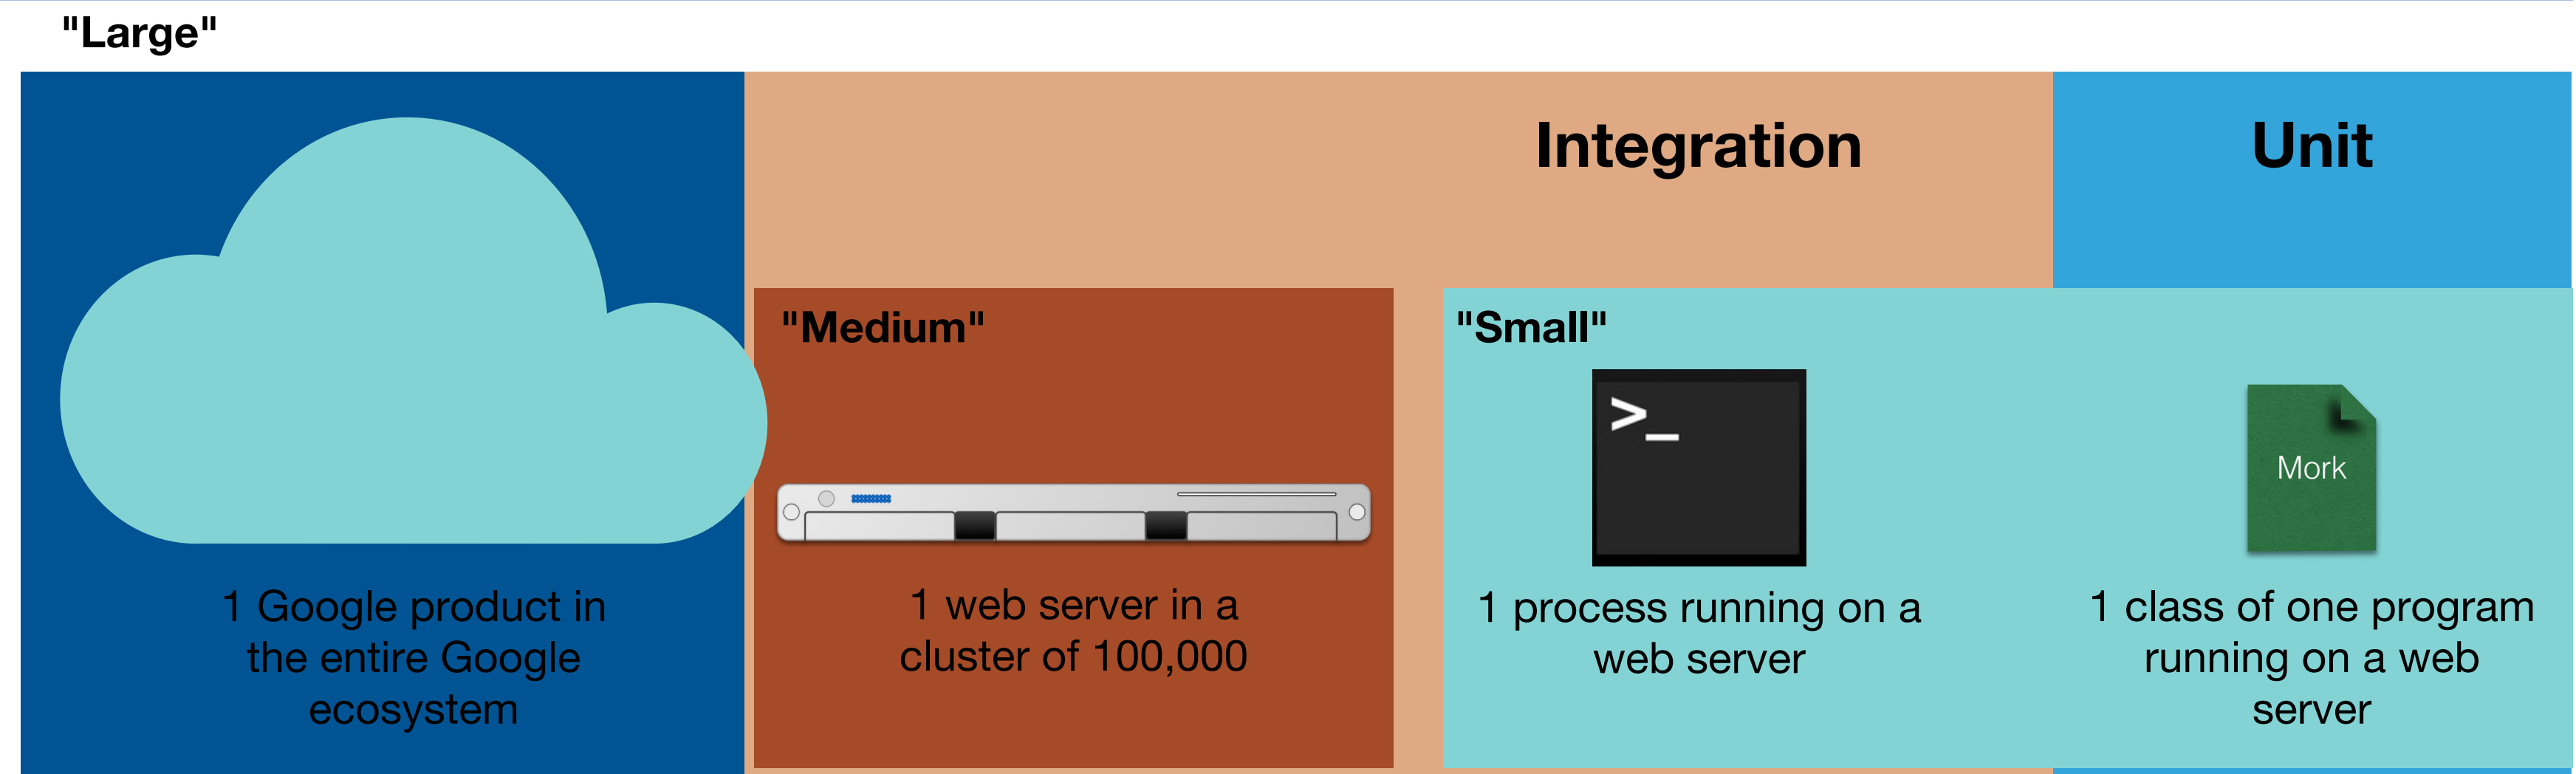 "Large"
Integration
Unit
"Medium"
"Small"
>_
Mork
1 Google product in
the entire Google
ecosystem
1 web server in a
cluster of 100,000
1 process running on a
web server
1 class of one program
running on a web
server